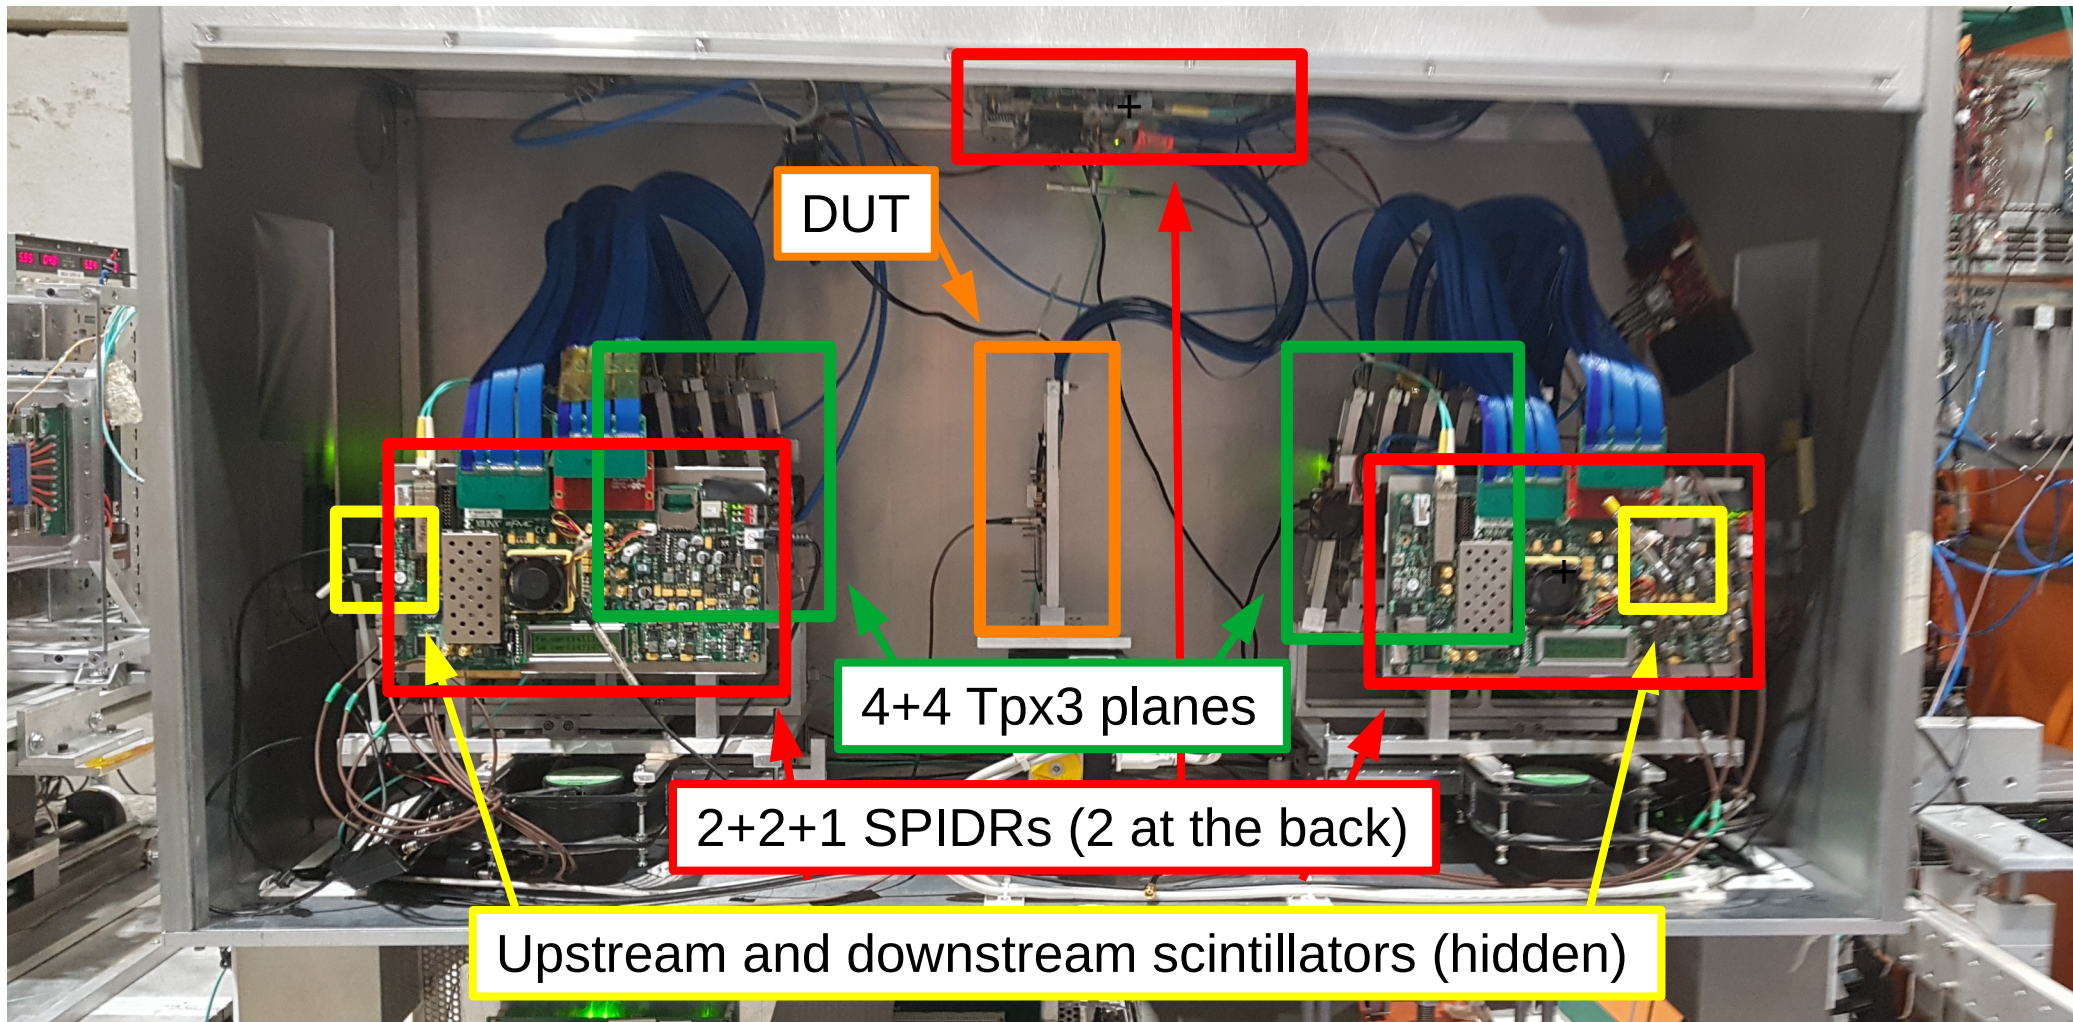 DUT
4+4 Tpx3 planes
2+2+1 SPIDRs (2 at the back)
Upstream and downstream scintillators (hidden)